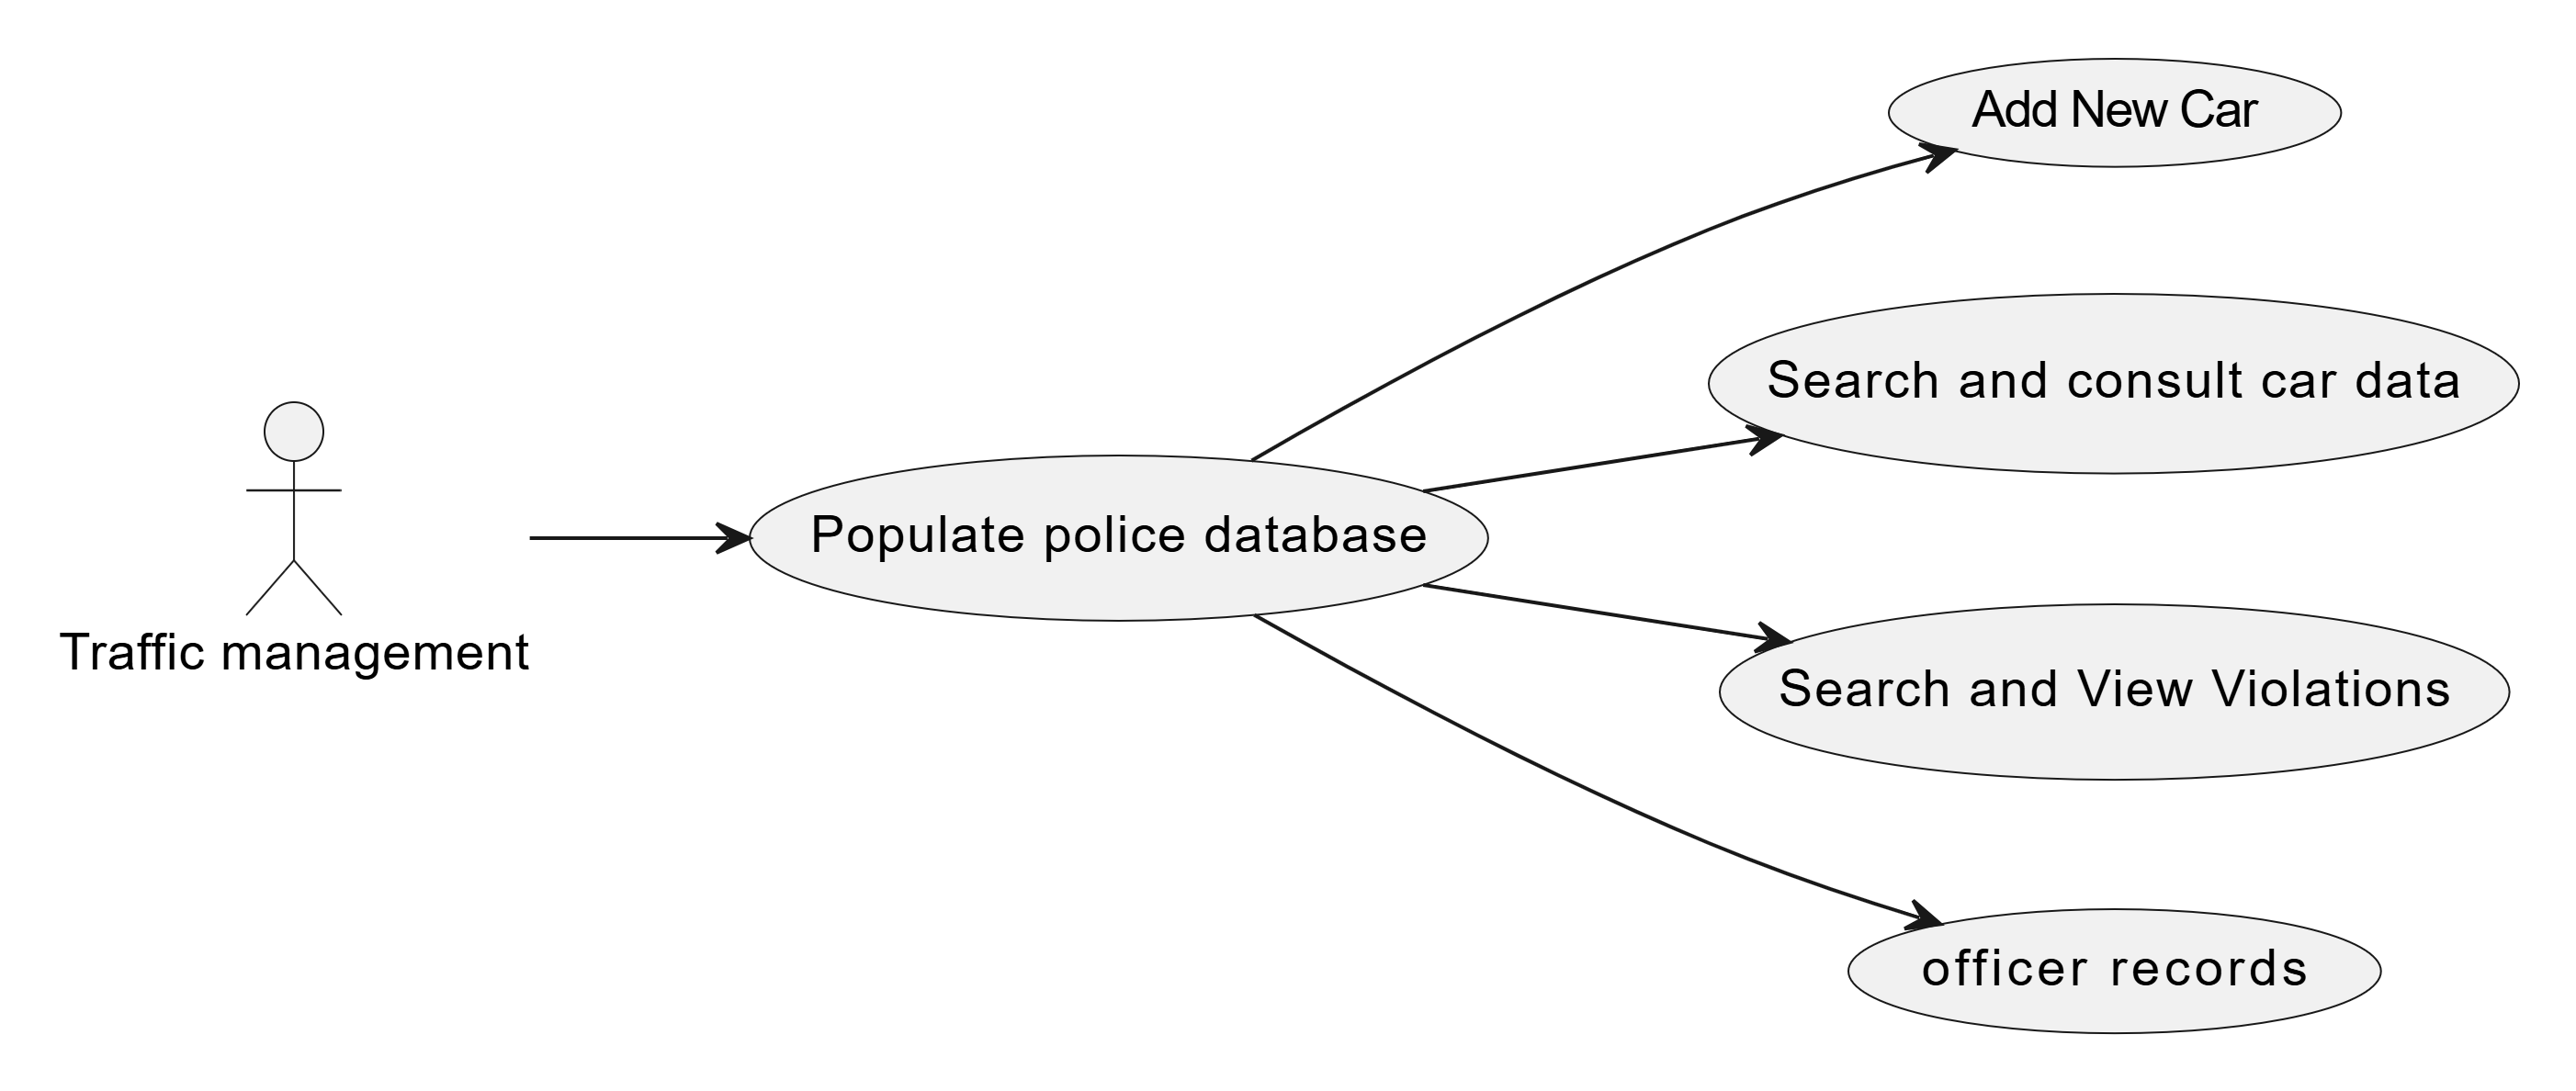 Add New Car
Search and consult car data
Populate police database
Traffic management
Search and View Violations
officer records